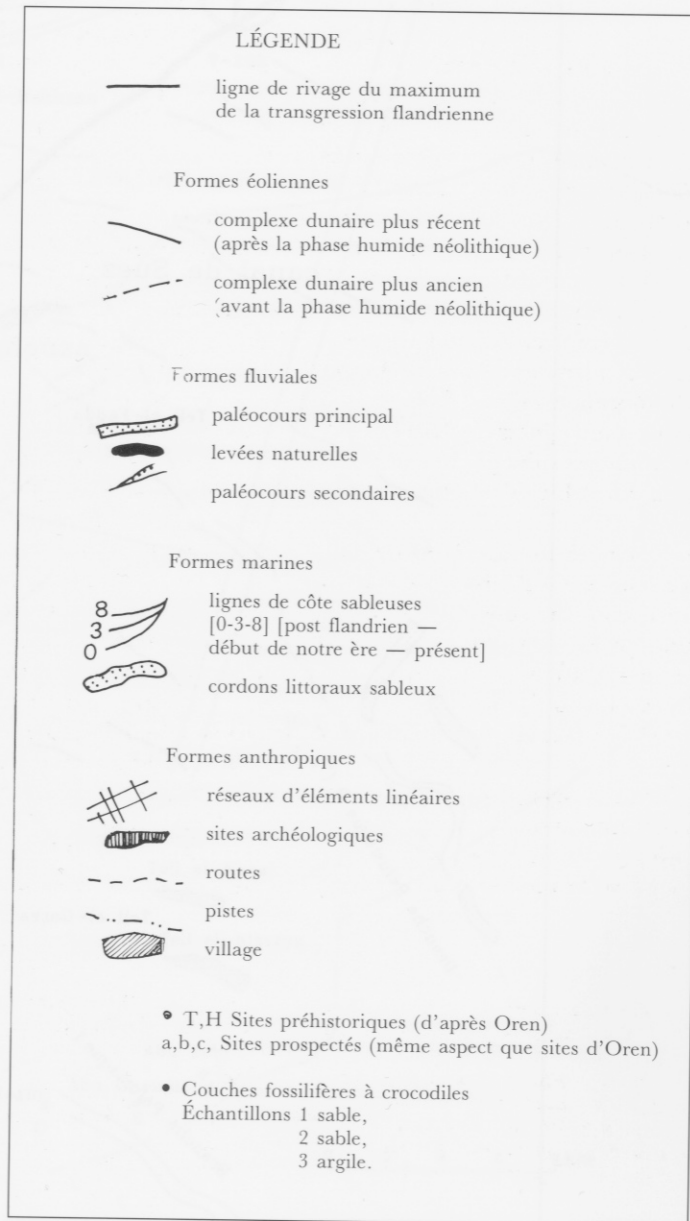 LÉGENDE
ligne de rivage du maximum
de la transgression flandrienne
Formes éoliennes
complexe dunaire plus récent
(après la phase humide néolithique)
complexe dunaire plus ancien
(avant la phase humide néolithique)
Formes fluviales
paléocours principal
levées naturelles
paléocours secondaires
Formes marines
8
3
0
lignes de côte sableuses
[0-3-8] [post flandrien —
début de notre ère — présent]
cordons littoraux sableux
Formes anthropiques
réseaux d'éléments linéaires
sites archéologiques
routes
pistes
village
• T,H Sites préhistoriques (d'après Oren)
a,b,c, Sites prospectés (même aspect que sites d'Oren)
• Couches fossilifères à crocodiles
Échantillons 1 sable,
2 sable,
3 argile.